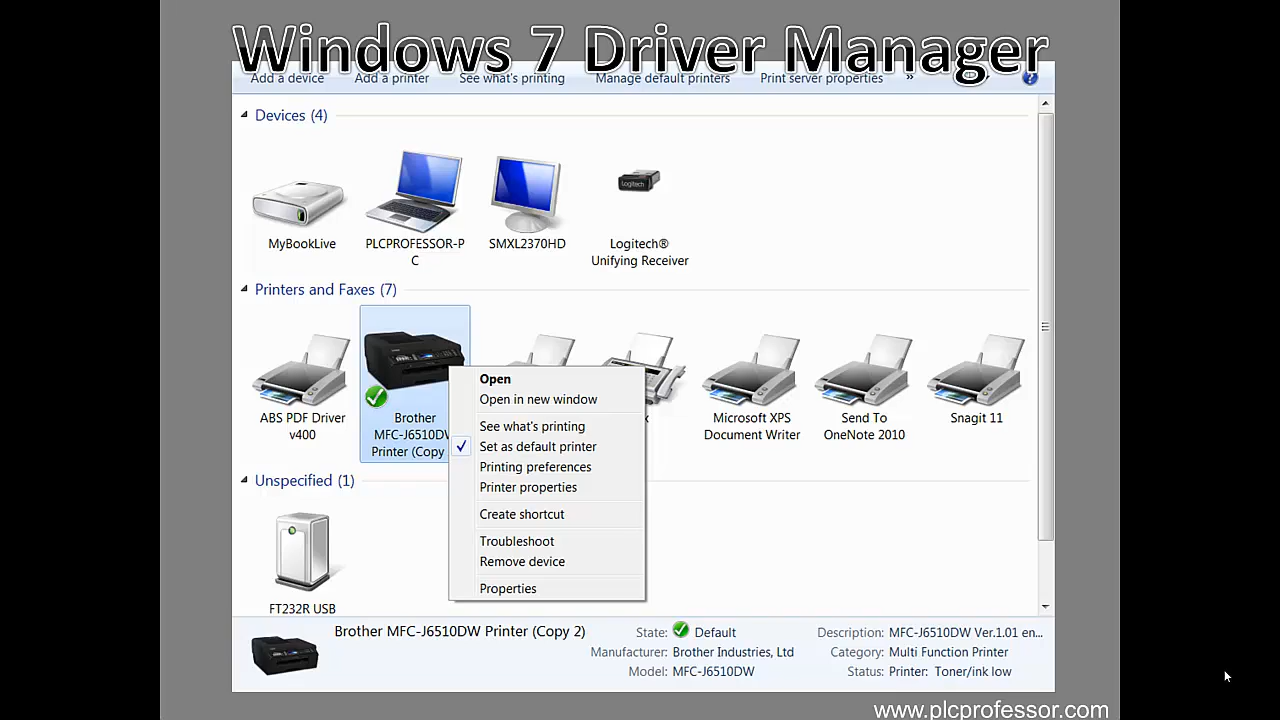 Windows 7 Driver Manager
Add a device Add a printer See what's printing Manage default printers Print server properties »
Devices (4)
MyBookLive
PLCPROFESSOR-P
C
SMXL2370HD
Logitech
Logitech®
Unifying Receiver
Printers and Faxes (7)
ABS PDF Driver
v400
Brother
MFC-J6510DW
Printer (Copy
Microsoft XPS
Document Writer
Send To
OneNote 2010
Snagit 11
Open
Open in new window
See what's printing
Set as default printer
Printing preferences
Printer properties
Create shortcut
Troubleshoot
Remove device
Properties
Unspecified (1)
FT232R USB
Brother MFC-J6510DW Printer (Copy 2)
State: Default
Manufacturer: Brother Industries, Ltd
Model: MFC-J6510DW
Description: MFC-J6510DW Ver.1.01 en...
Category: Multi Function Printer
Status: Printer: Toner/ink low
www.plcprofessor.com